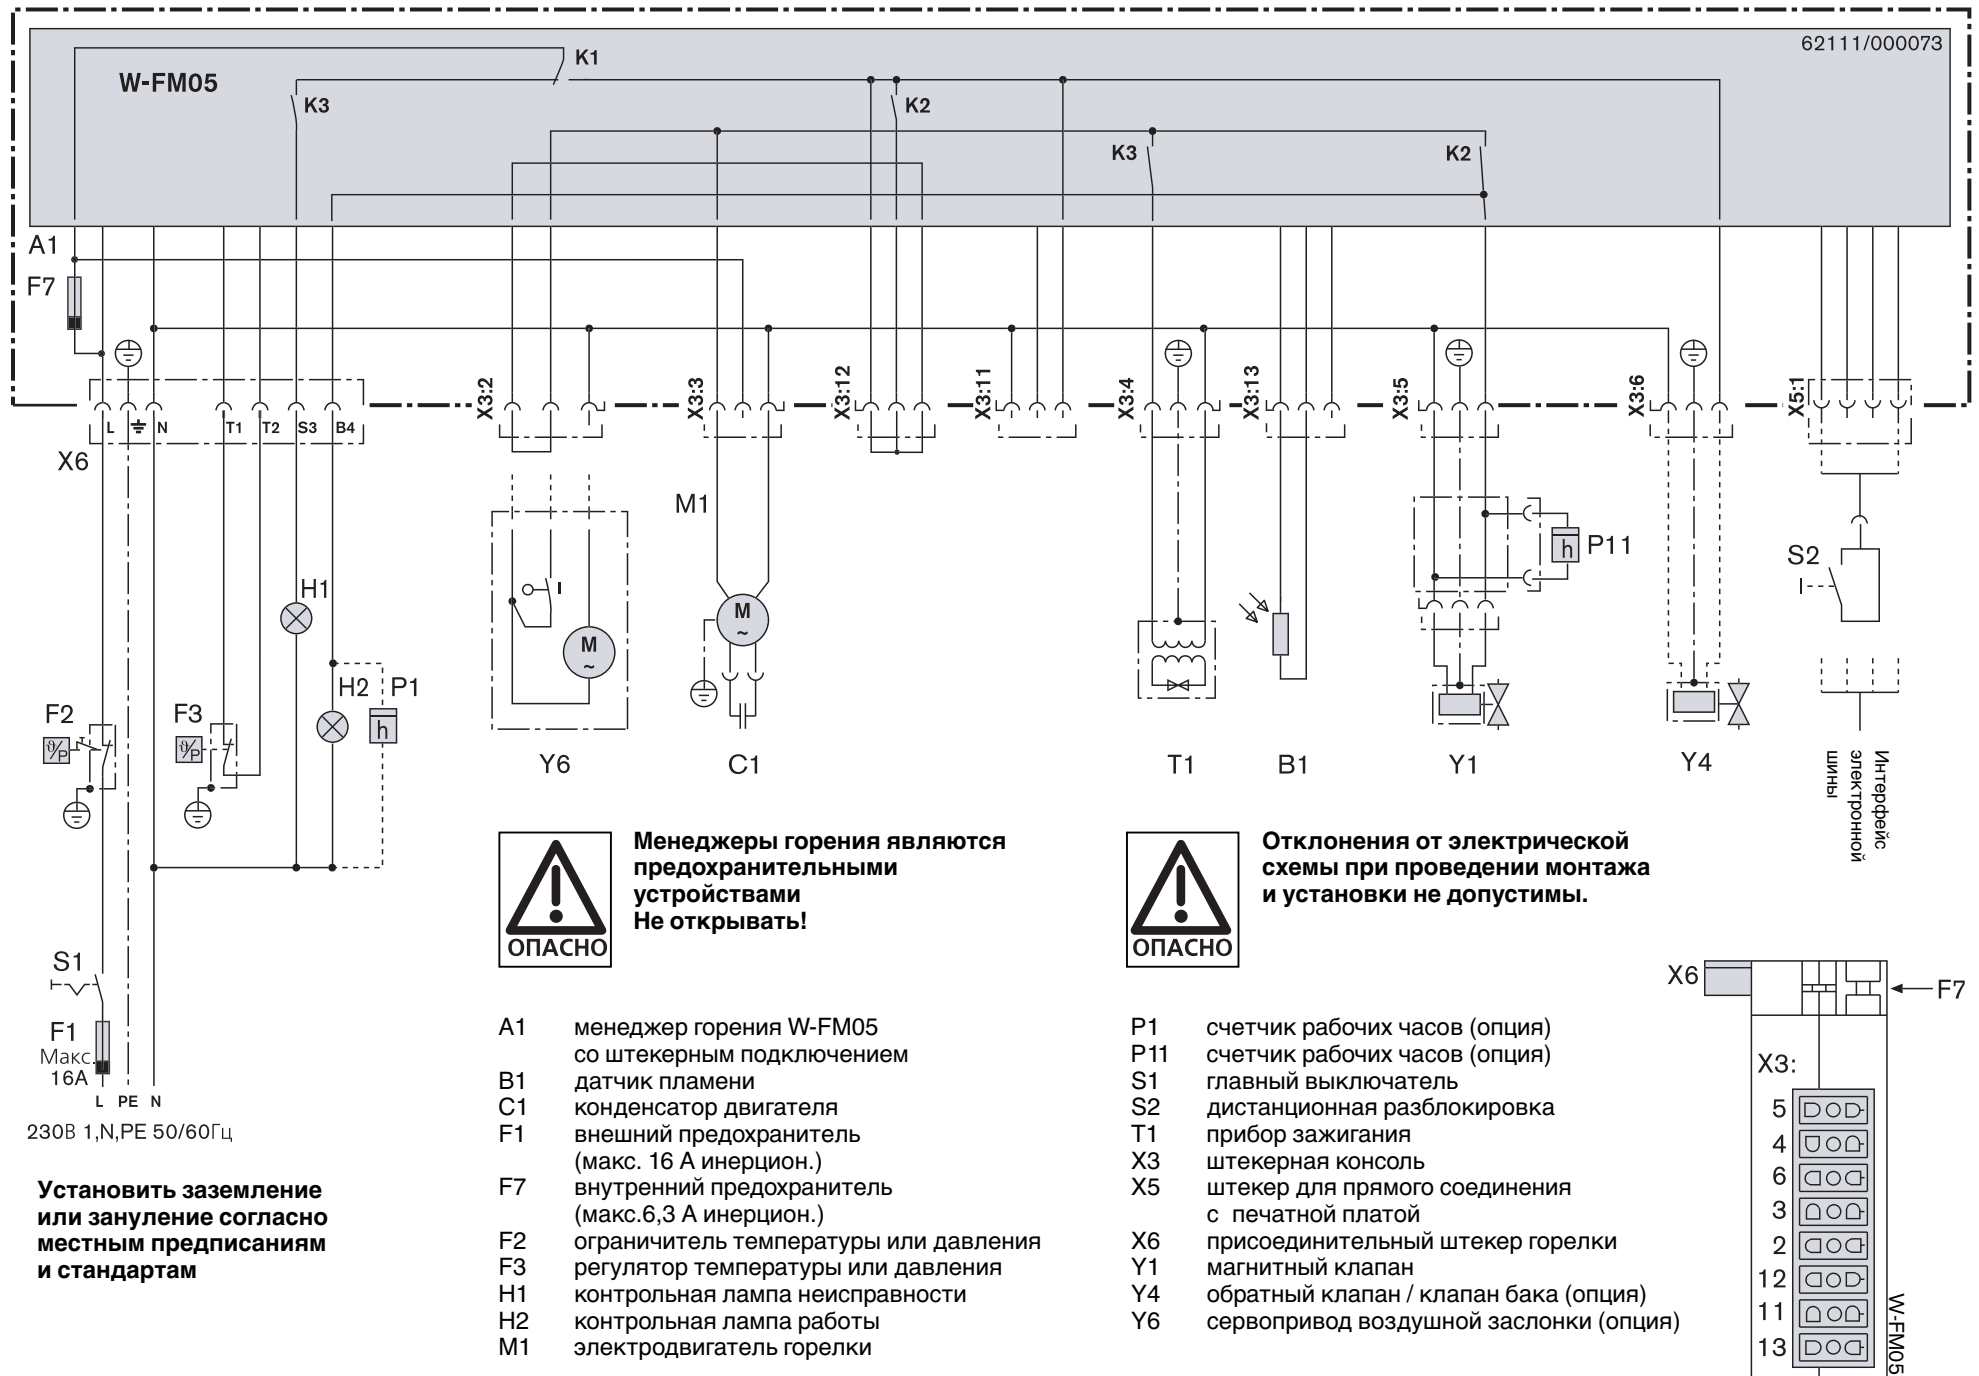 62111/000073
W-FM05
K1
K3
K2
K3
K2
A1
F7
X3:2
X3:3
X3:12
X3:11
X3:4
X3:13
X3:5
X3:6
X5:1
L
N
T1
T2
S3
B4
X6
M1
H1
H2
P1
h
F2
ϑ/P
F3
ϑ/P
M
~
M
~
h
P11
S2
Y6
C1
T1
B1
Y1
Y4
Интерфейс
электронной
шины
ОПАСНО
Менеджеры горения являются
предохранительными
устройствами
Не открывать!
ОПАСНО
Отклонения от электрической
схемы при проведении монтажа
и установки не допустимы.
S1
F1
Макс.
16А
L PE N
230В 1,N,PE 50/60Гц
Установить заземление
или зануление согласно
местным предписаниям
и стандартам
A1 менеджер горения W-FM05
со штекерным подключением
B1 датчик пламени
C1 конденсатор двигателя
F1 внешний предохранитель
(макс. 16 А инерцион.)
F7 внутренний предохранитель
(макс.6,3 А инерцион.)
F2 ограничитель температуры или давления
F3 регулятор температуры или давления
H1 контрольная лампа неисправности
H2 контрольная лампа работы
M1 электродвигатель горелки
P1 счетчик рабочих часов (опция)
P11 счетчик рабочих часов (опция)
S1 главный выключатель
S2 дистанционная разблокировка
T1 прибор зажигания
X3 штекерная консоль
X5 штекер для прямого соединения
с печатной платой
X6 присоединительный штекер горелки
Y1 магнитный клапан
Y4 обратный клапан / клапан бака (опция)
Y6 сервопривод воздушной заслонки (опция)
X6
F7
X3:
5
4
6
3
2
12
11
13
W-FM05